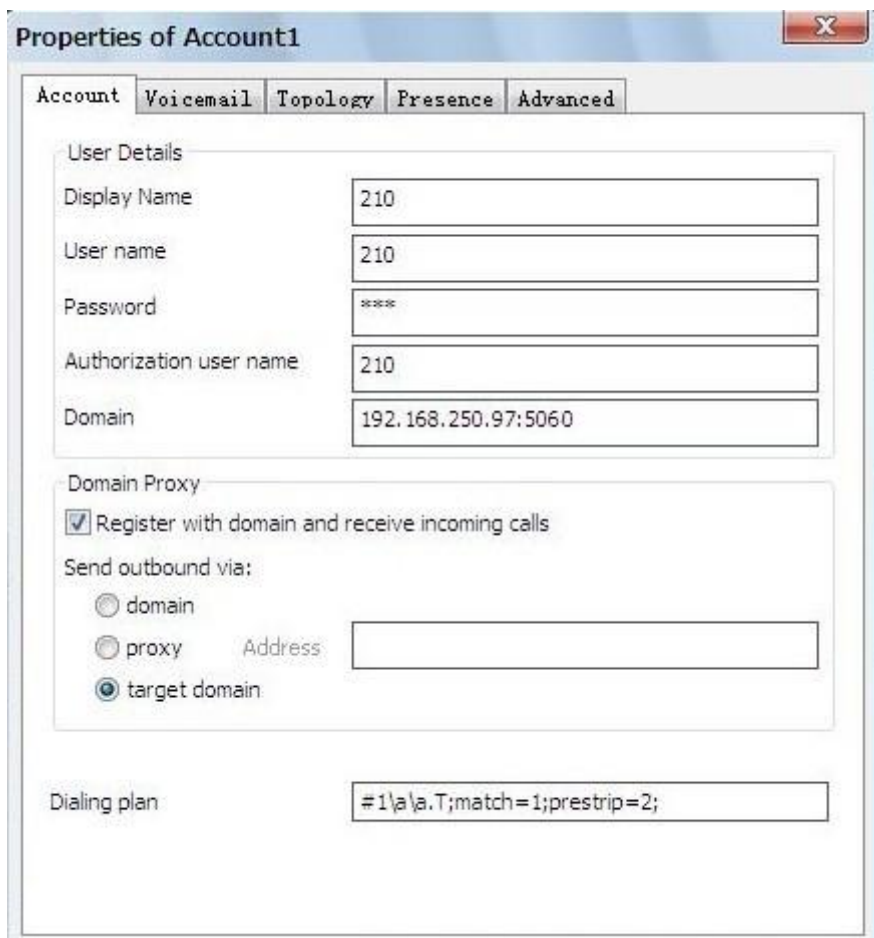 Properties of Account1
X
Account Voicemail Topology Presence Advanced
User Details
Display Name 210
User name 210
Password ***
Authorization user name 210
Domain 192.168.250.97:5060
Domain Proxy
Register with domain and receive incoming calls
Send outbound via:
domain
proxy Address
target domain
Dialing plan #1\a\a.T;match=1;prestrip=2;